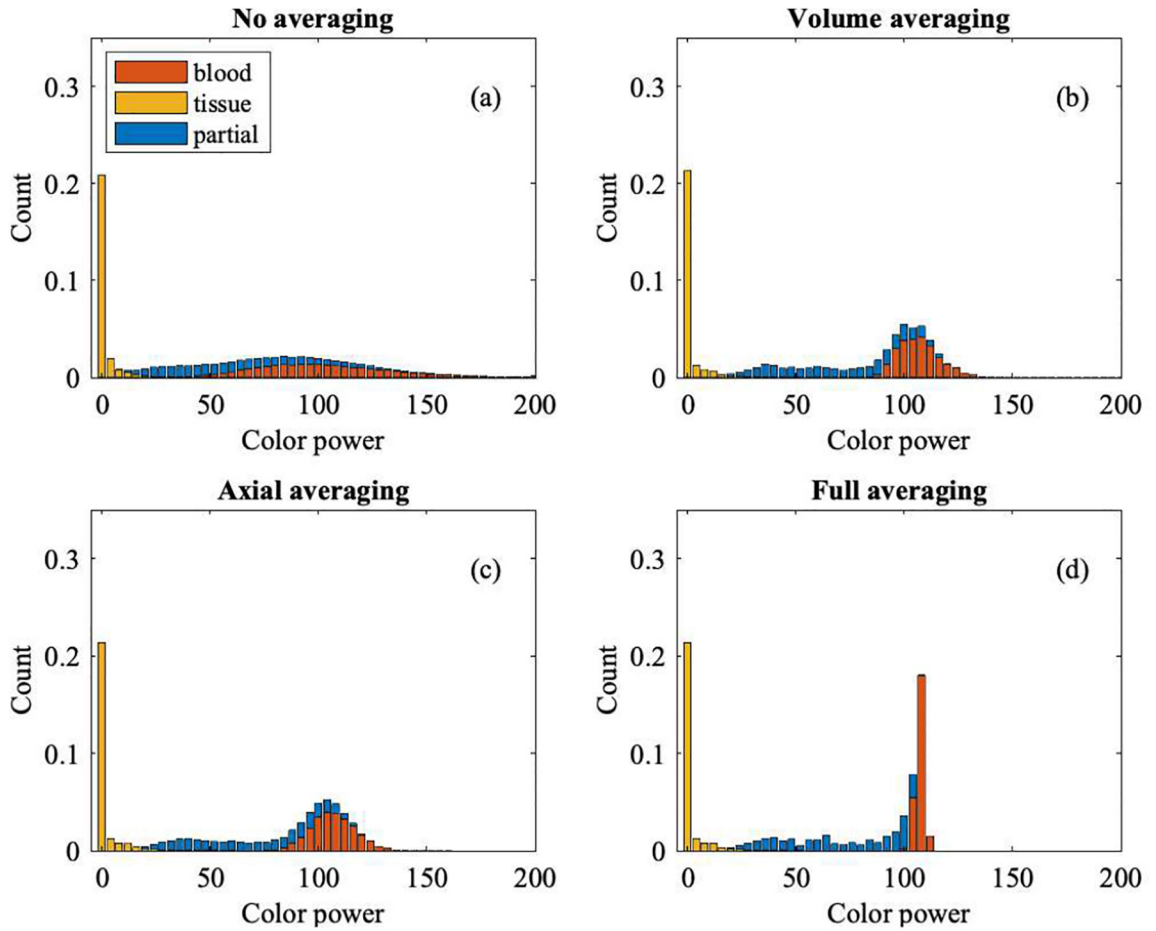 No averaging
blood
tissue
partial
(a)
0.3
0.2
0.1
0
Count
0 50 100 150 200
Color power
Volume averaging
(b)
0.3
0.2
0.1
0
Count
0 50 100 150 200
Color power
Axial averaging
(c)
0.3
0.2
0.1
0
Count
0 50 100 150 200
Color power
Full averaging
(d)
0.3
0.2
0.1
0
Count
0 50 100 150 200
Color power